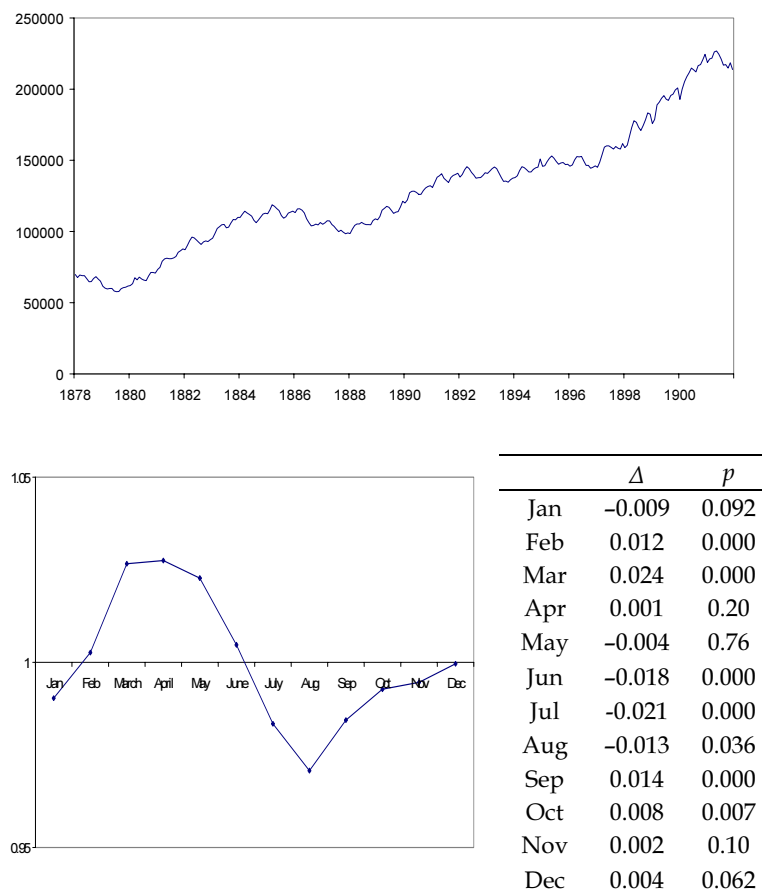 250000
200000
150000
100000
50000
0
1878 1880 1882 1884 1886 1888 1890 1892 1894 1896 1898 1900
1.05
1
Jan Feb March April May June July Aug Sep Oct Nov Dec
0.95
Δ p
Jan –0.009 0.092
Feb 0.012 0.000
Mar 0.024 0.000
Apr 0.001 0.20
May –0.004 0.76
Jun –0.018 0.000
Jul -0.021 0.000
Aug –0.013 0.036
Sep 0.014 0.000
Oct 0.008 0.007
Nov 0.002 0.10
Dec 0.004 0.062